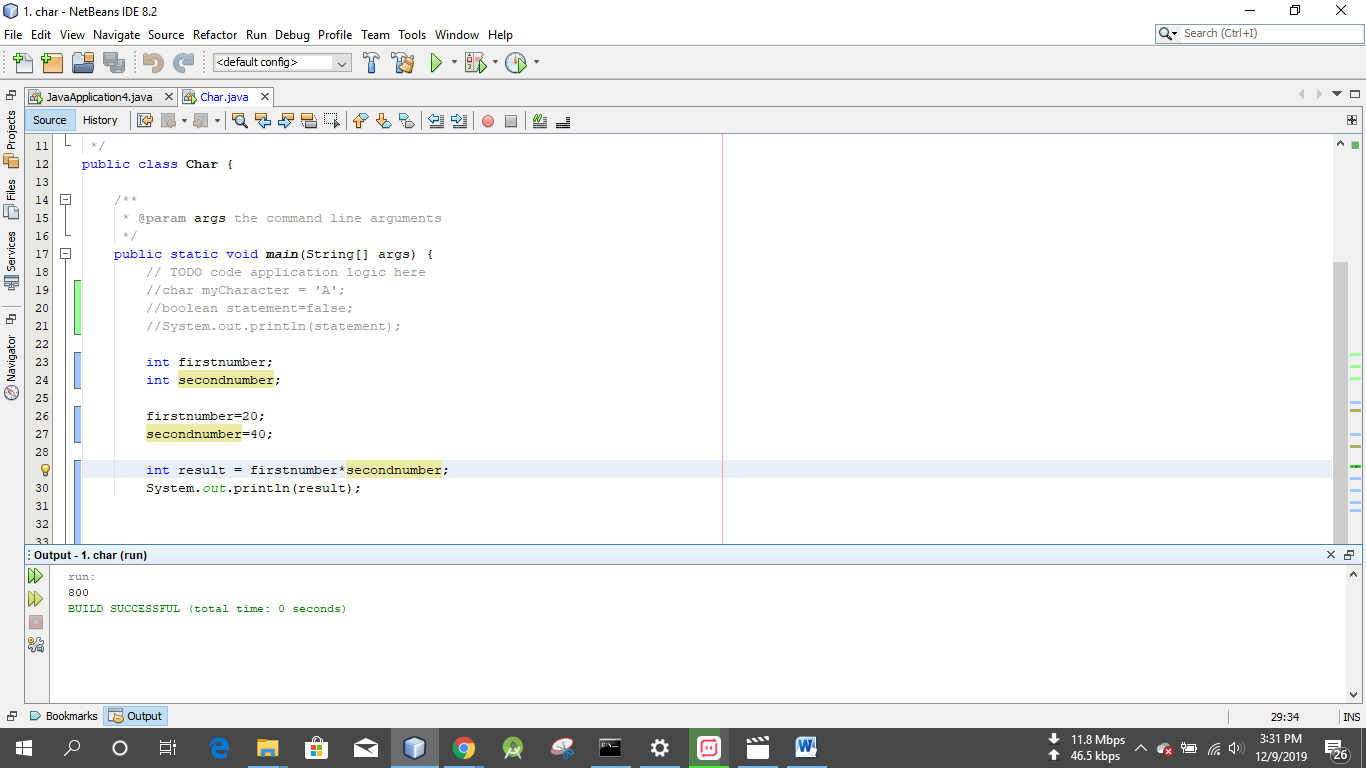 1. char - NetBeans IDE 8.2
File Edit View Navigate Source Refactor Run Debug Profile Team Tools Window Help
Search (Ctrl+I)
<default config>
JavaApplication4.java
Char.java
Source History
Projects
Files
Services
Navigator
11 */
12 public class Char {
13
14 /**
15 * @param args the command line arguments
16 */
17 public static void main(String[] args) {
18 // TODO code application logic here
19 //char myCharacter = 'A';
20 //boolean statement=false;
21 //System.out.println(statement);
22
23 int firstnumber;
24 int secondnumber;
25
26 firstnumber=20;
27 secondnumber=40;
28
int result = firstnumber*secondnumber;
30 System.out.println(result);
31
32
33
Output - 1. char (run)
run:
800
BUILD SUCCESSFUL (total time: 0 seconds)
Bookmarks Output
29:34 INS
11.8 Mbps
46.5 kbps
3:31 PM
12/9/2019
26